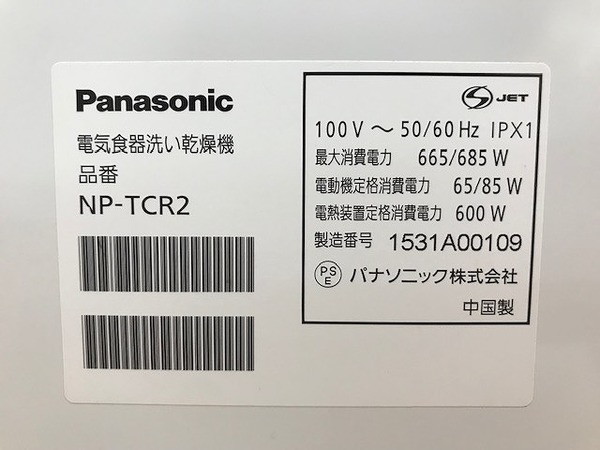 Panasonic
電気食器洗い乾燥機
品番
NP-TCR2
S JET
100V～50/60Hz IPX1
最大消費電力 665/685W
電動機定格消費電力 65/85W
電熱装置定格消費電力 600W
製造番号 1531A00109
PSE パナソニック株式会社
中国製